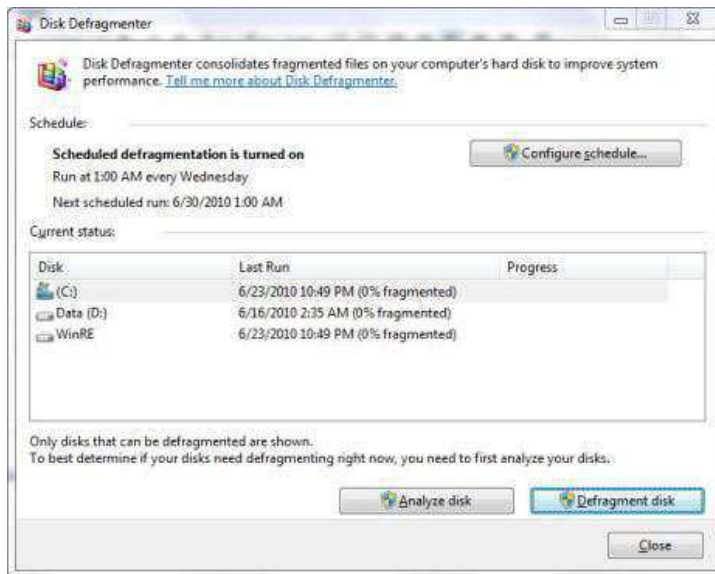 Disk Defragmenter
Disk Defragmenter consolidates fragmented files on your computer's hard disk to improve system
performance. Tell me more about Disk Defragmenter.
Schedule:
Scheduled defragmentation is turned on
Configure schedule...
Run at 1:00 AM every Wednesday
Next scheduled run: 6/30/2010 1:00 AM
Current status:
Disk Last Run Progress
(C:) 6/23/2010 10:49 PM (0% fragmented)
Data (D:) 6/16/2010 2:35 AM (0% fragmented)
WinRE 6/23/2010 10:49 PM (0% fragmented)
Only disks that can be defragmented are shown.
To best determine if your disks need defragmenting right now, you need to first analyze your disks.
Analyze disk Defragment disk
Close